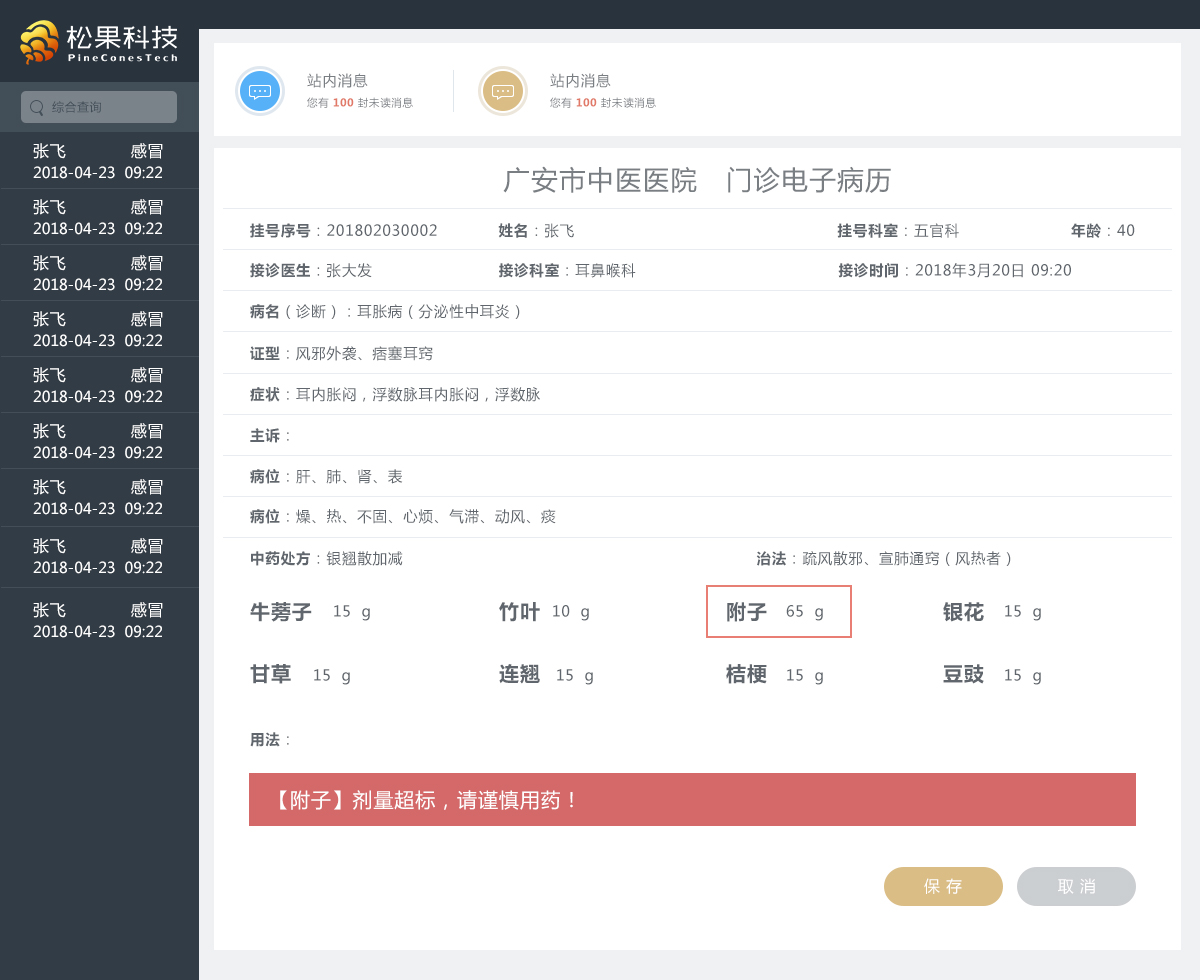 松果科技
PineConesTech
综合查询
张飞 感冒
2018-04-23 09:22
张飞 感冒
2018-04-23 09:22
张飞 感冒
2018-04-23 09:22
张飞 感冒
2018-04-23 09:22
张飞 感冒
2018-04-23 09:22
张飞 感冒
2018-04-23 09:22
张飞 感冒
2018-04-23 09:22
张飞 感冒
2018-04-23 09:22
张飞 感冒
2018-04-23 09:22
站内消息
您有 100 封未读消息
站内消息
您有 100 封未读消息
广安市中医医院 门诊电子病历
挂号序号：201802030002 姓名：张飞 挂号科室：五官科 年龄：40
接诊医生：张大发 接诊科室：耳鼻喉科 接诊时间：2018年3月20日 09:20
病名（诊断）：耳胀病（分泌性中耳炎）
证型：风邪外袭、痞塞耳窍
症状：耳内胀闷，浮数脉耳内胀闷，浮数脉
主诉：
病位：肝、肺、肾、表
病位：燥、热、不固、心烦、气滞、动风、痰
中药处方：银翘散加减 治法：疏风散邪、宣肺通窍（风热者）
牛蒡子 15 g 竹叶 10 g 附子 65 g 银花 15 g
甘草 15 g 连翘 15 g 桔梗 15 g 豆豉 15 g
用法：
【附子】剂量超标，请谨慎用药！
保存 取消